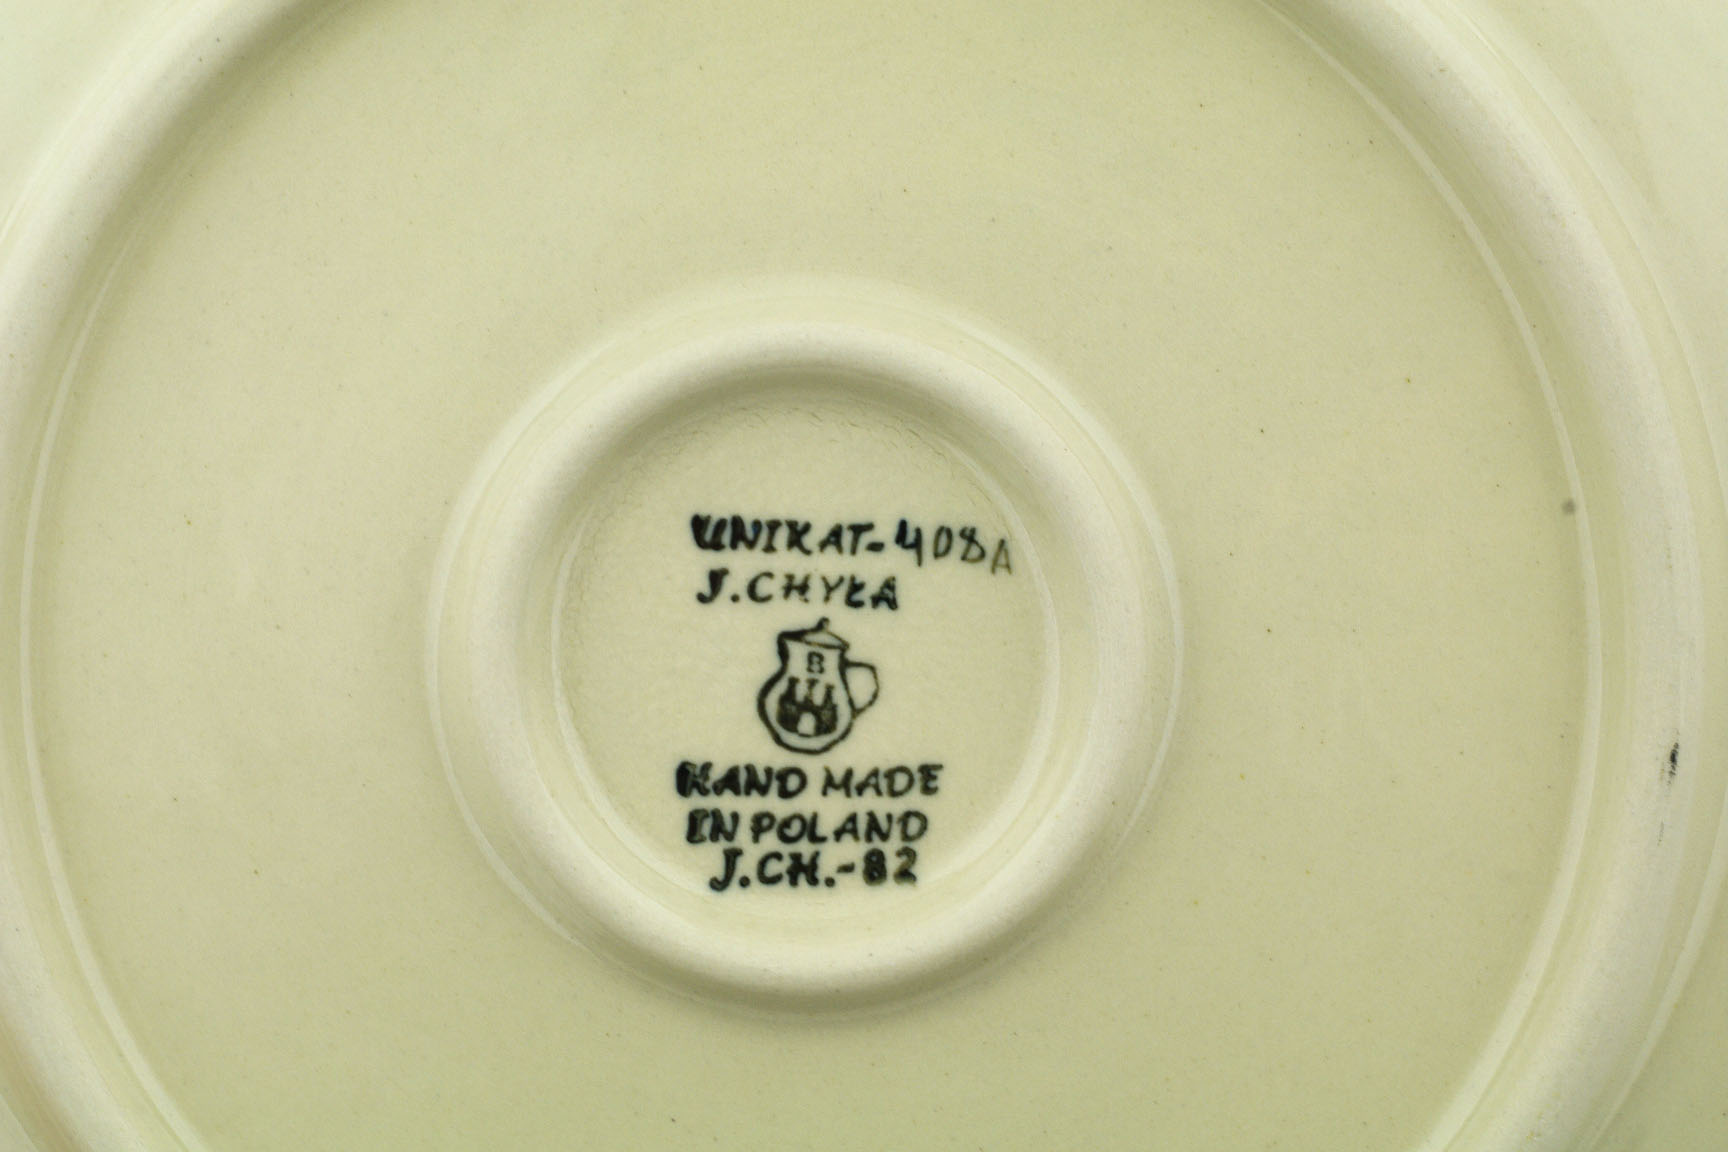 UNIKAT-408A
J.CHYŁA
B
HAND MADE
IN POLAND
J.CH.-82